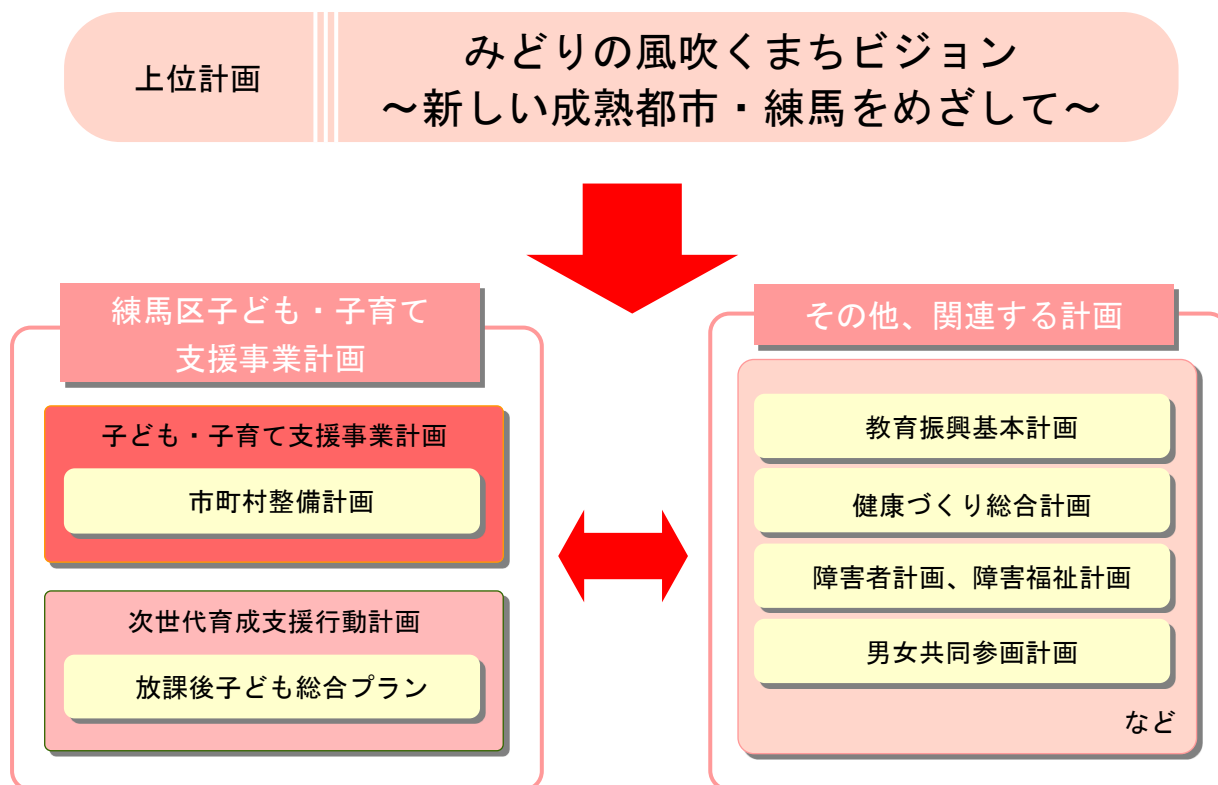 上位計画
みどりの風吹くまちビジョン
～新しい成熟都市・練馬をめざして～
練馬区子ども・子育て
支援事業計画
子ども・子育て支援事業計画
市町村整備計画
次世代育成支援行動計画
放課後子ども総合プラン
その他、関連する計画
教育振興基本計画
健康づくり総合計画
障害者計画、障害福祉計画
男女共同参画計画
など